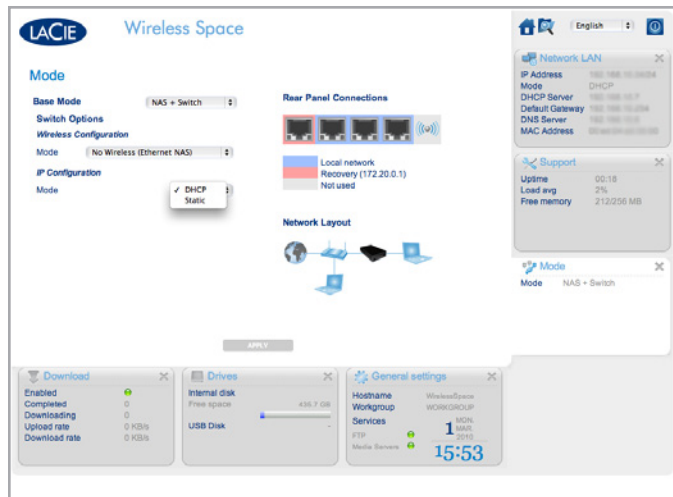 LACIE
Wireless Space
English
Mode
Base Mode NAS + Switch
Switch Options
Wireless Configuration
Mode No Wireless (Ethernet NAS)
IP Configuration
Mode ✓ DHCP
Static
Rear Panel Connections
Local network
Recovery (172.20.0.1)
Not used
Network Layout
APPLY
Network LAN
IP Address
Mode DHCP
DHCP Server
Default Gateway
DNS Server
MAC Address
Support
Uptime 00:18
Load avg 2%
Free memory 212/256 MB
Mode
Mode NAS + Switch
Download
Enabled
Completed 0
Downloading 0
Upload rate 0 KB/s
Download rate 0 KB/s
Drives
Internal disk
Free space 435.7 GB
USB Disk -
General settings
Hostname WirelessSpace
Workgroup WORKGROUP
Services
FTP
Media Servers
1 MON. MAR. 2010
15:53